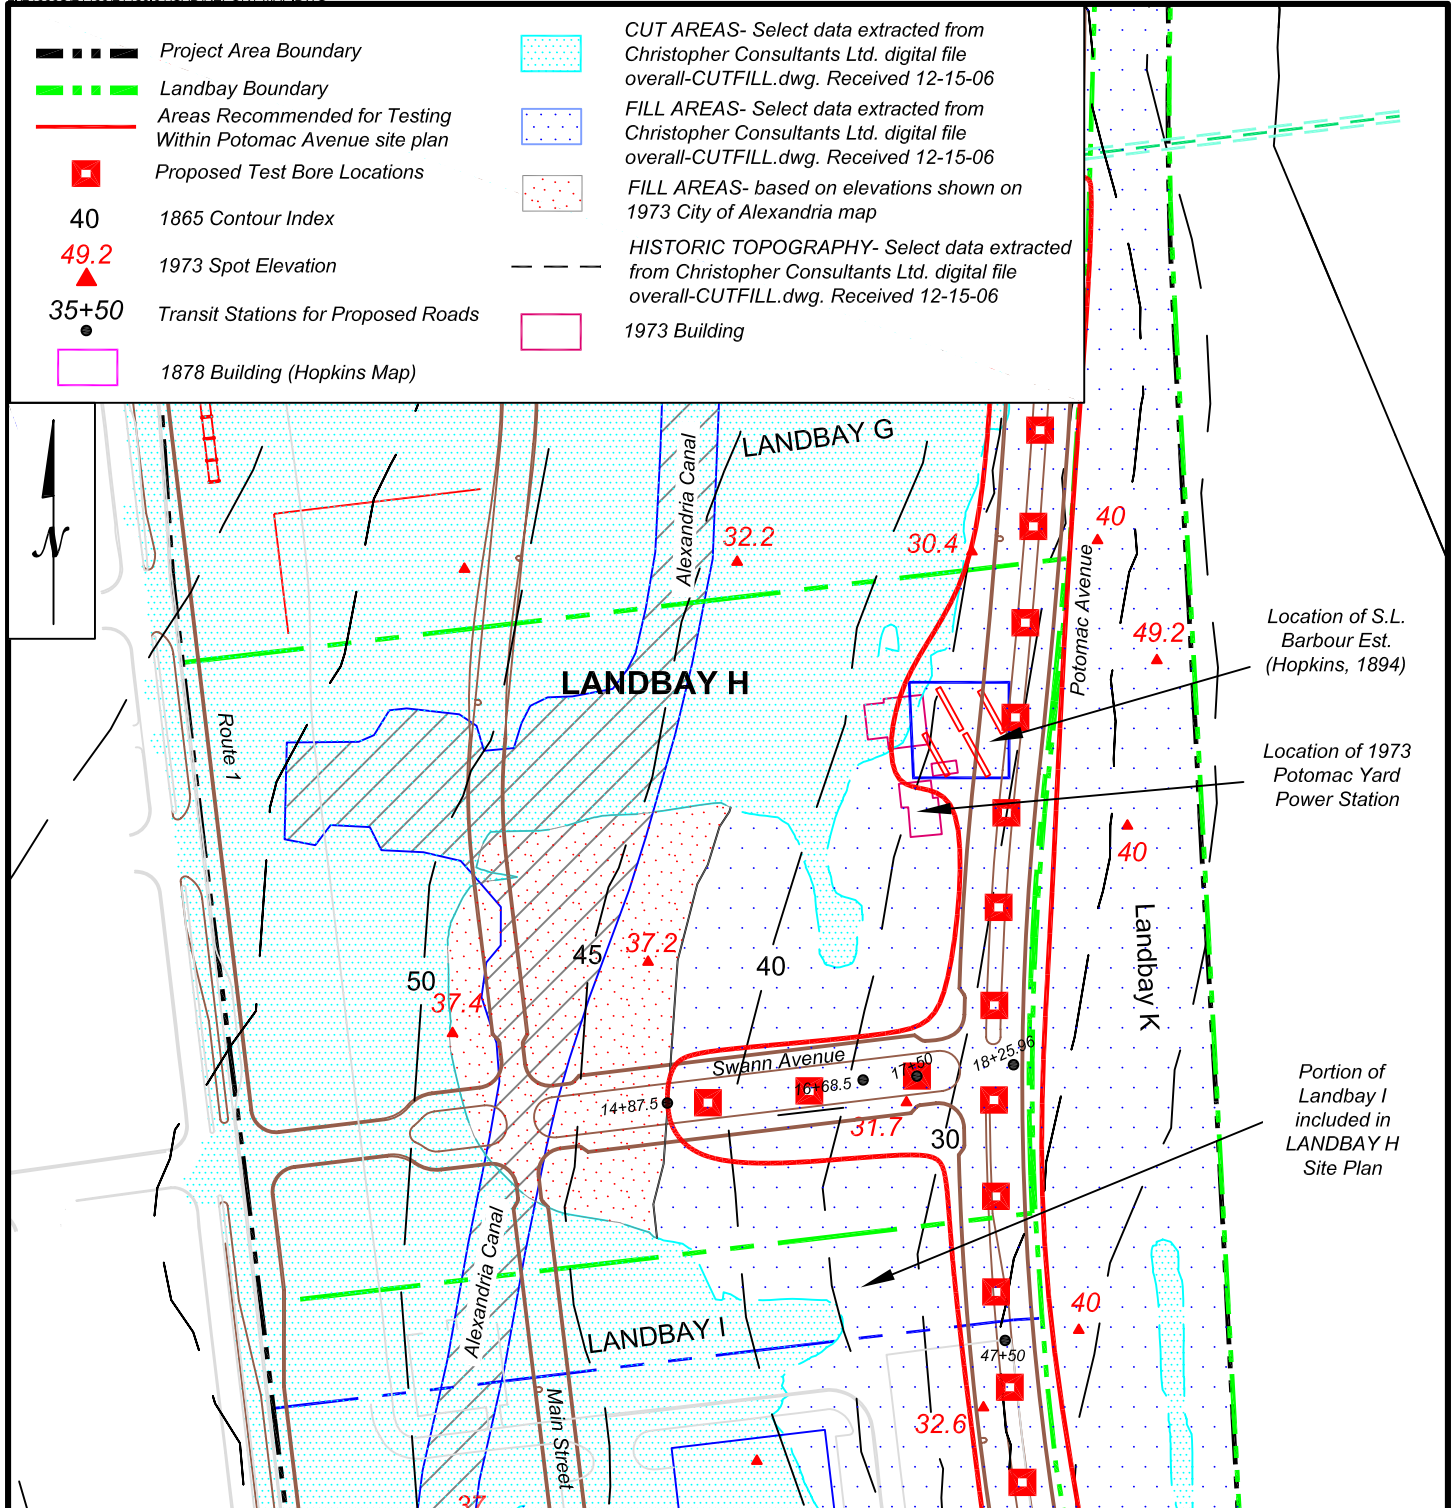 Project Area Boundary
Landbay Boundary
Areas Recommended for Testing
Within Potomac Avenue site plan
Proposed Test Bore Locations
40
1865 Contour Index
49.2
1973 Spot Elevation
35+50
Transit Stations for Proposed Roads
1878 Building (Hopkins Map)
CUT AREAS- Select data extracted from
Christopher Consultants Ltd. digital file
overall-CUTFILL.dwg. Received 12-15-06
FILL AREAS- Select data extracted from
Christopher Consultants Ltd. digital file
overall-CUTFILL.dwg. Received 12-15-06
FILL AREAS- based on elevations shown on
1973 City of Alexandria map
HISTORIC TOPOGRAPHY- Select data extracted
from Christopher Consultants Ltd. digital file
overall-CUTFILL.dwg. Received 12-15-06
1973 Building
N
LANDBAY G
Alexandria Canal
32.2
30.4
40
Potomac Avenue
Location of S.L.
Barbour Est.
(Hopkins, 1894)
49.2
LANDBAY H
Route 1
Location of 1973
Potomac Yard
Power Station
40
Landbay K
45
37.2
40
50
37.4
Swann Avenue
14+87.5
16+68.5
17+50
18+25.96
31.7
30
Portion of
Landbay I
included in
LANDBAY H
Site Plan
Alexandria Canal
LANDBAY I
40
47+50
Main Street
32.6
37